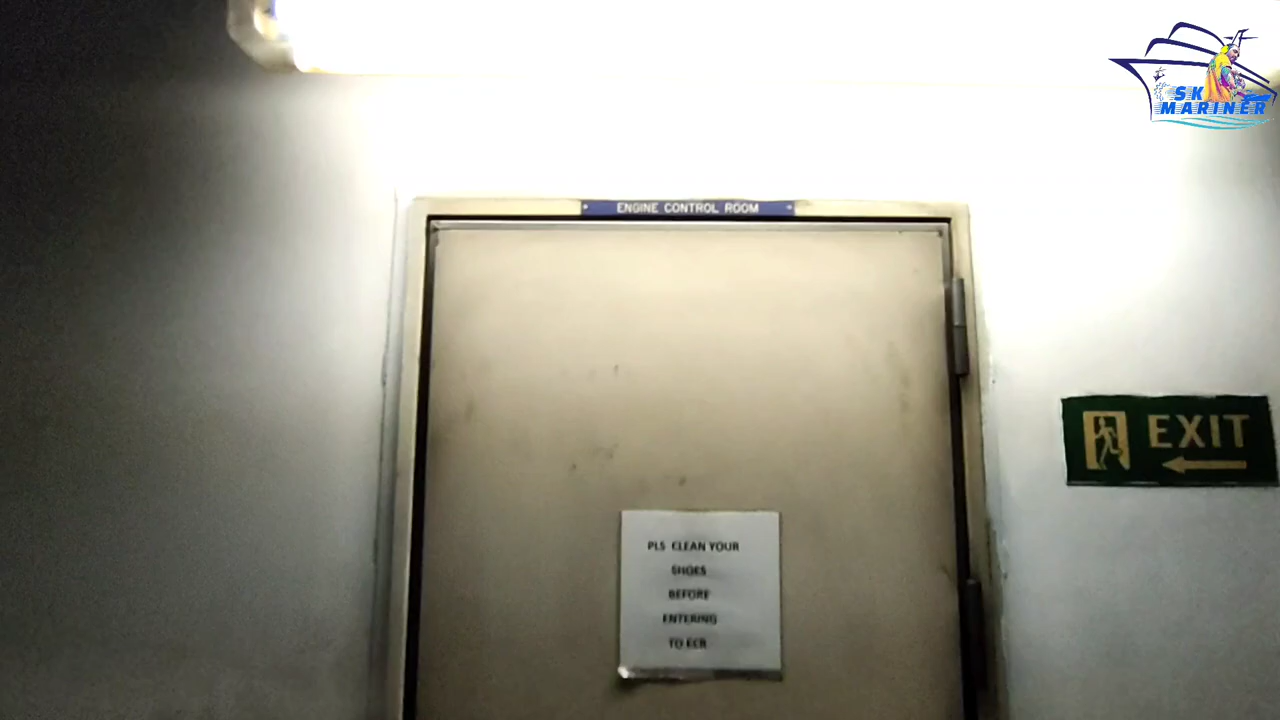 SK
MARINER
ENGINE CONTROL ROOM
EXIT
PLS CLEAN YOUR
SHOES
BEFORE
ENTERING
TO ECR